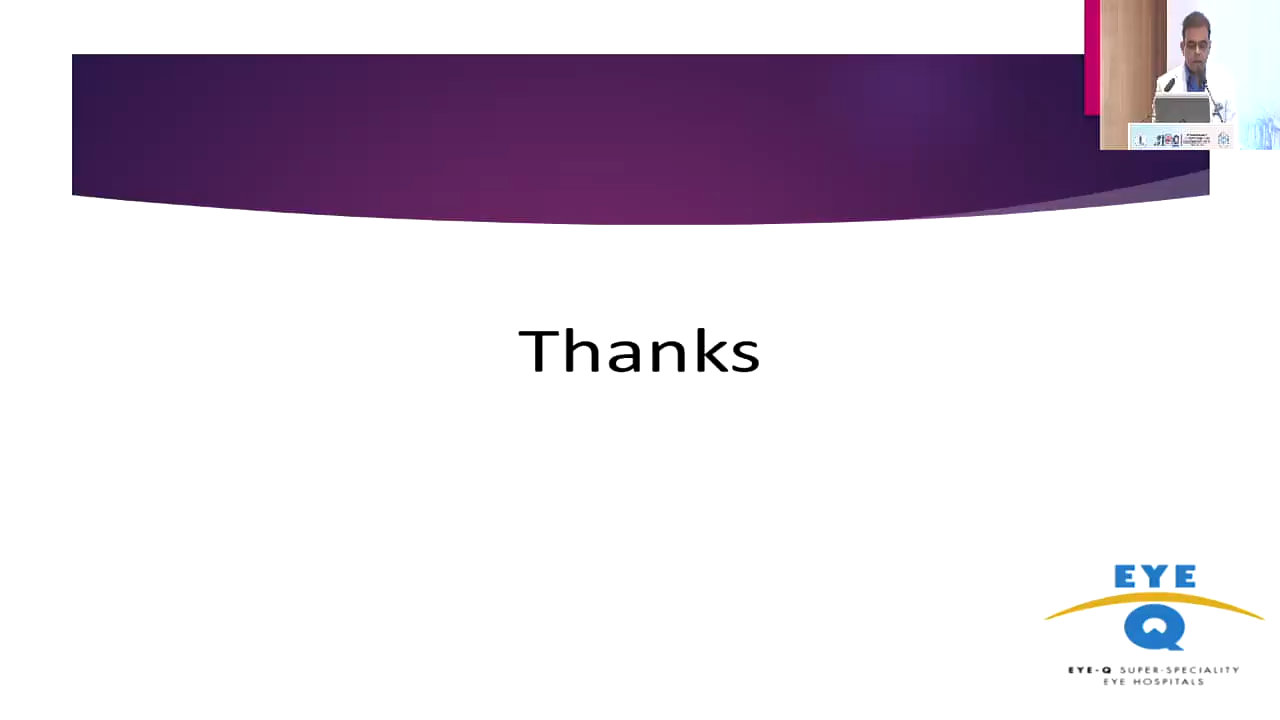 Thanks
EYE
Q
EYE-Q SUPER-SPECIALITY
EYE HOSPITALS